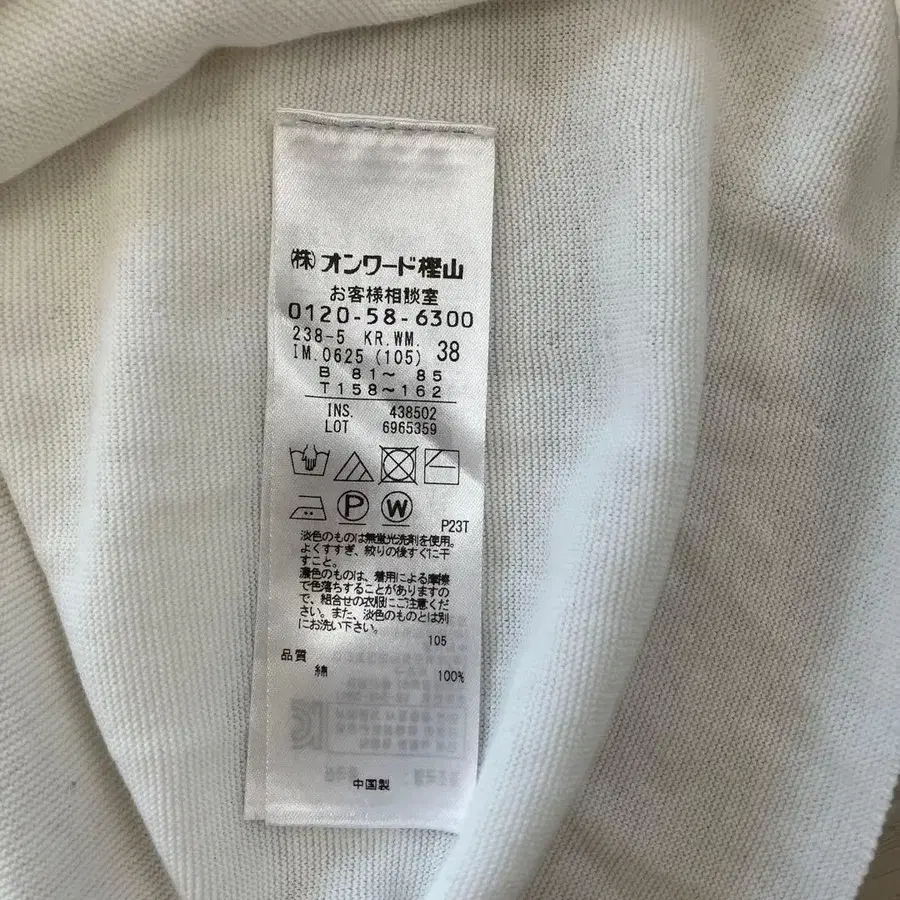 (株)オンワード樫山
お客様相談室
0120-58-6300
238-5 KR.WM. 38
IM.0625 (105)
B 81～ 85
T158～162
INS. 438502
LOT 6965359
P
W
P23T
淡色のものは無蛍光洗剤を使用。
よくすすぎ、絞りの後すぐに干
すこと。
濃色のものは、着用による摩擦
で色落ちすることがありますの
で、組合せの衣服にご注意くだ
さい。また、淡色のものとは別
にお洗い下さい。
105
品質
綿 100%
中国製